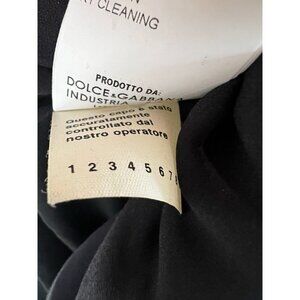 CLEANING
PRODOTTO DA:
DOLCE&GABBANA
INDUSTRIA
Questo capo è stato
accuratamente
controllato dal
nostro operatore
1 2 3 4 5 6 7